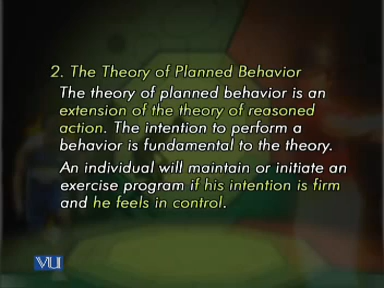 2. The Theory of Planned Behavior
The theory of planned behavior is an
extension of the theory of reasoned
action. The intention to perform a
behavior is fundamental to the theory.
An individual will maintain or initiate an
exercise program if his intention is firm
and he feels in control.
VU